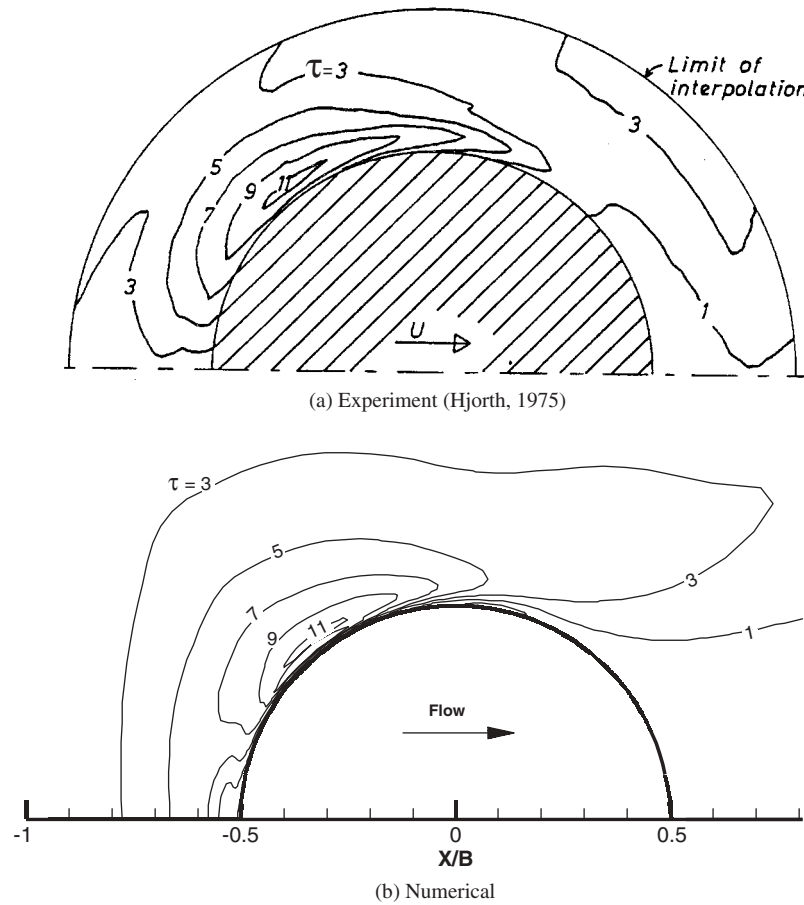 τ=3
Limit of
interpolation
3
5
9
11
7
3
1
U
(a) Experiment (Hjorth, 1975)
τ = 3
5
7
9
11
3
1
Flow
-1
-0.5
0
0.5
X/B
(b) Numerical